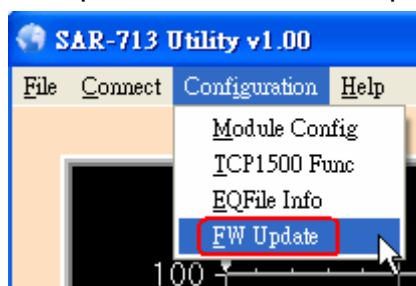 SAR-713 Utility v1.00
File Connect Configuration Help
Module Config
TCP1500 Func
EQFile Info
FW Update
100